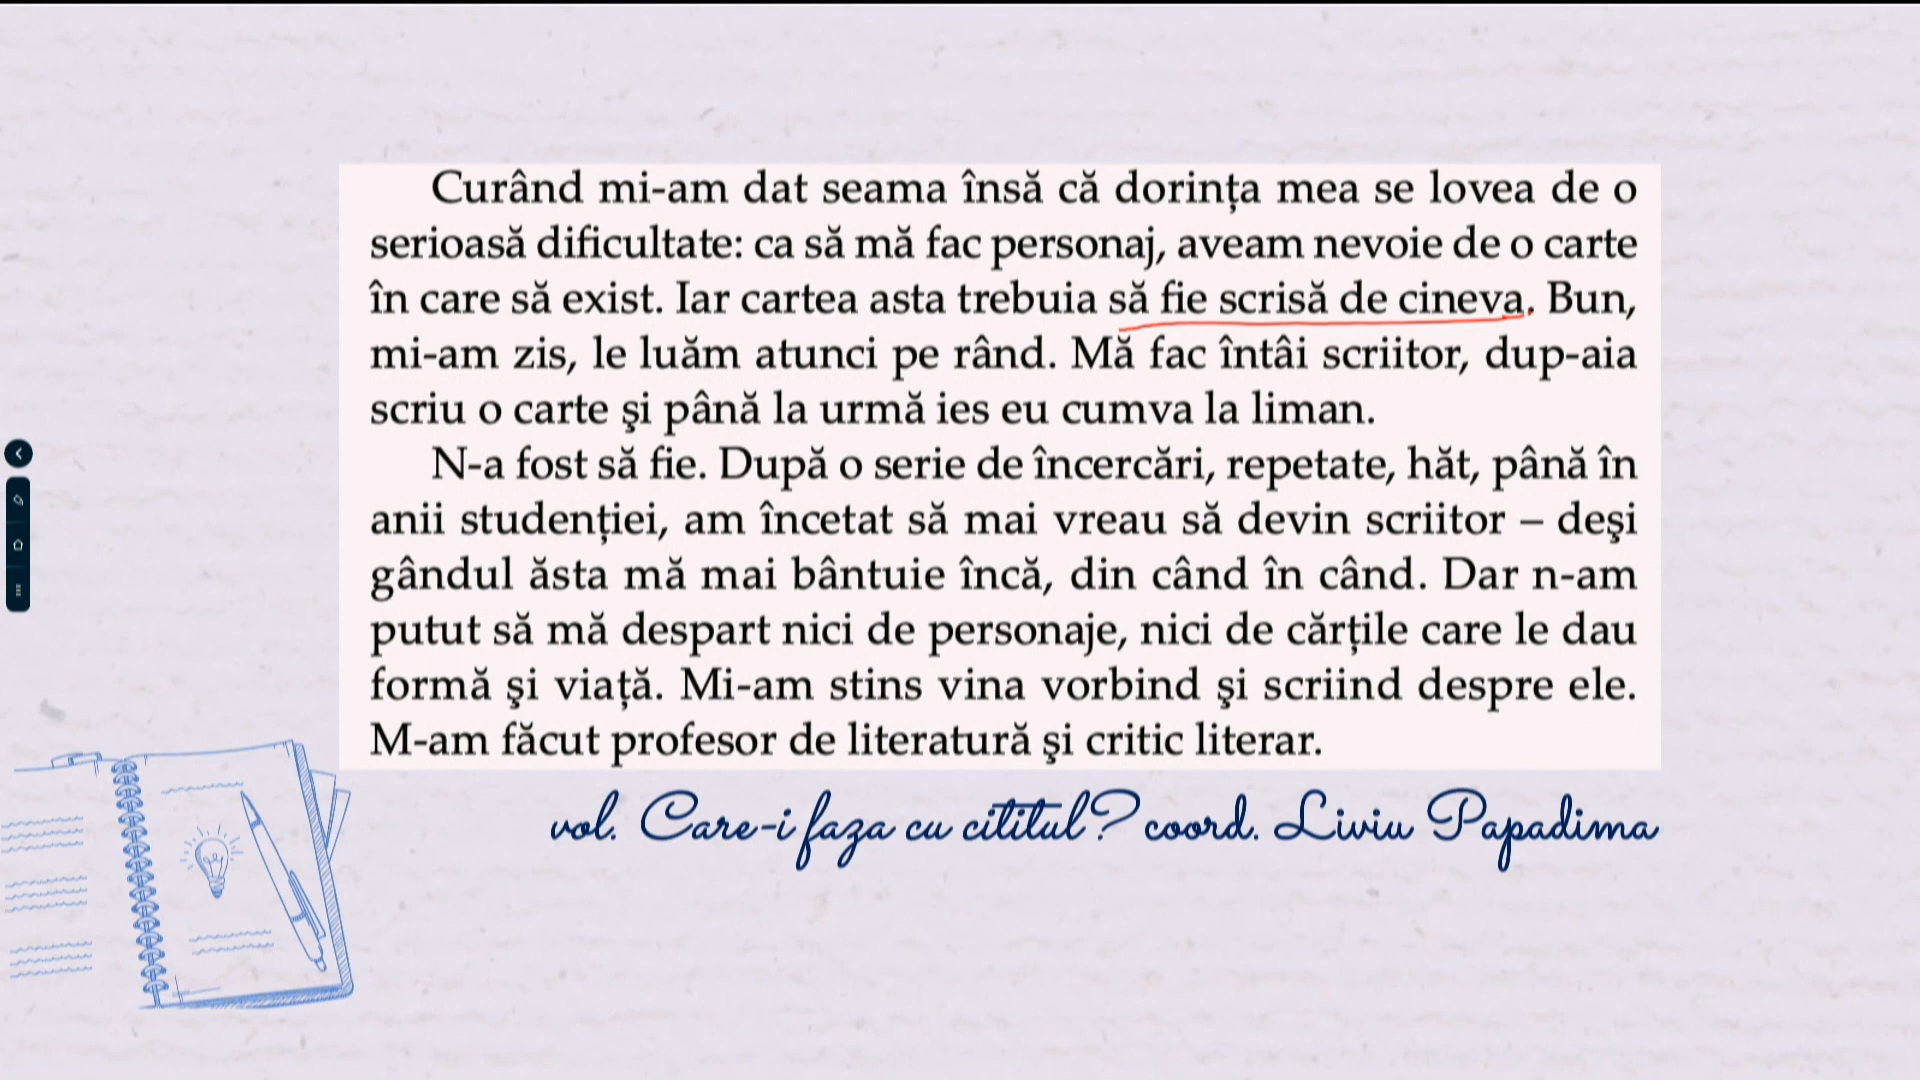 Curând mi-am dat seama însă că dorința mea se lovea de o
serioasă dificultate: ca să mă fac personaj, aveam nevoie de o carte
în care să exist. Iar cartea asta trebuia să fie scrisă de cineva. Bun,
mi-am zis, le luăm atunci pe rând. Mă fac întâi scriitor, dup-aia
scriu o carte şi până la urmă ies eu cumva la liman.
N-a fost să fie. După o serie de încercări, repetate, hăt, până în
anii studenției, am încetat să mai vreau să devin scriitor – deşi
gândul ăsta mă mai bântuie încă, din când în când. Dar n-am
putut să mă despart nici de personaje, nici de cărțile care le dau
formă şi viață. Mi-am stins vina vorbind şi scriind despre ele.
M-am făcut profesor de literatură şi critic literar.
vol. Care-i faza cu cititul? coord. Liviu Papadima